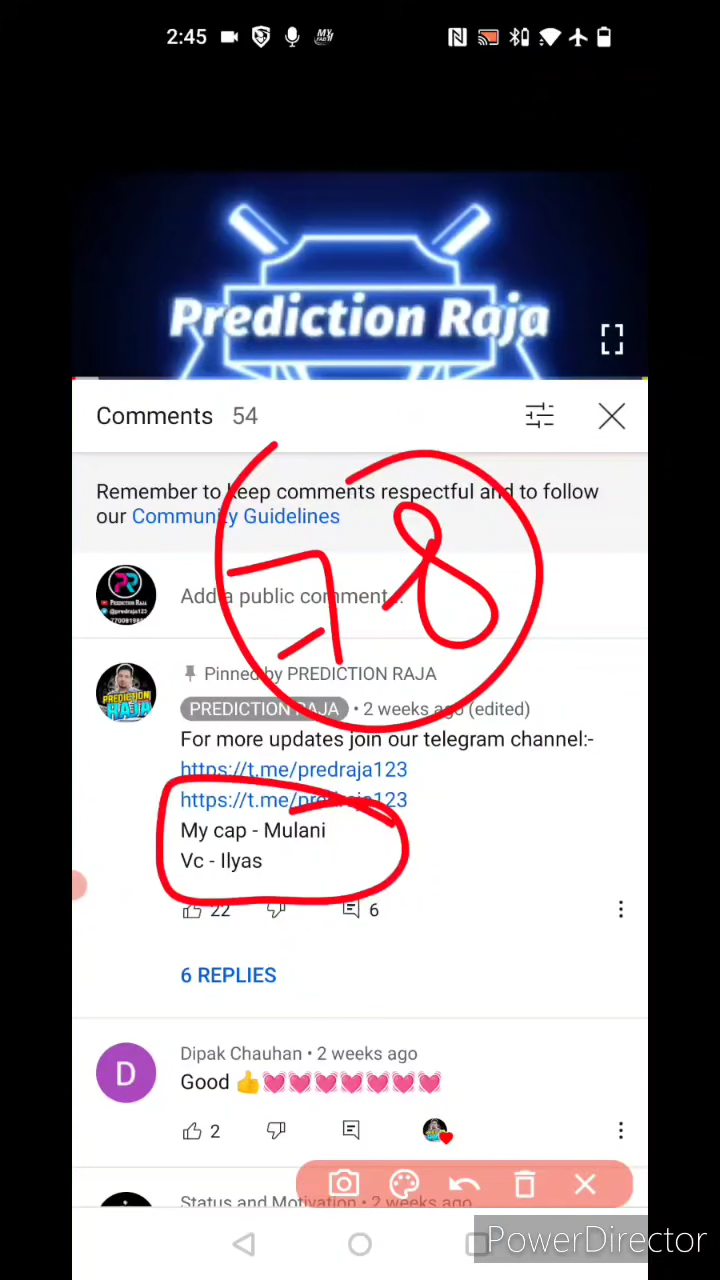 2:45
Prediction Raja
Comments 54
Remember to keep comments respectful and to follow
our Community Guidelines
Add a public comment...
78
Pinned by PREDICTION RAJA
PREDICTION RAJA • 2 weeks ago (edited)
For more updates join our telegram channel:-
https://t.me/predraja123
https://t.me/predraja123
My cap - Mulani
Vc - Ilyas
22 6
6 REPLIES
D
Dipak Chauhan • 2 weeks ago
Good 👍💓💓💓💓💓💓💓
2
Status and Motivation • 2 weeks ago
PowerDirector